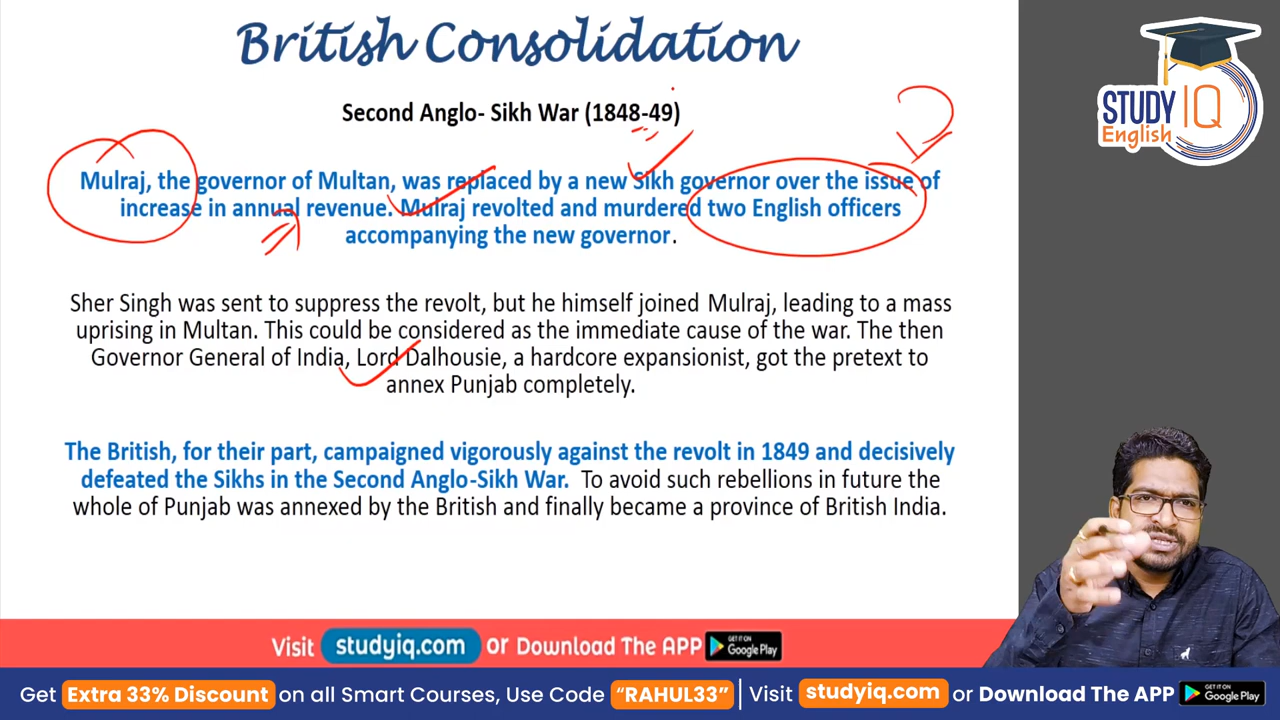 British Consolidation
Second Anglo- Sikh War (1848-49)
STUDY IQ
English
Mulraj, the governor of Multan, was replaced by a new Sikh governor over the issue of
increase in annual revenue. Mulraj revolted and murdered two English officers
accompanying the new governor.
Sher Singh was sent to suppress the revolt, but he himself joined Mulraj, leading to a mass
uprising in Multan. This could be considered as the immediate cause of the war. The then
Governor General of India, Lord Dalhousie, a hardcore expansionist, got the pretext to
annex Punjab completely.
The British, for their part, campaigned vigorously against the revolt in 1849 and decisively
defeated the Sikhs in the Second Anglo-Sikh War. To avoid such rebellions in future the
whole of Punjab was annexed by the British and finally became a province of British India.
Visit studyiq.com or Download The APP GET IT ON Google Play
Get Extra 33% Discount on all Smart Courses, Use Code “RAHUL33” Visit studyiq.com or Download The APP GET IT ON Google Play